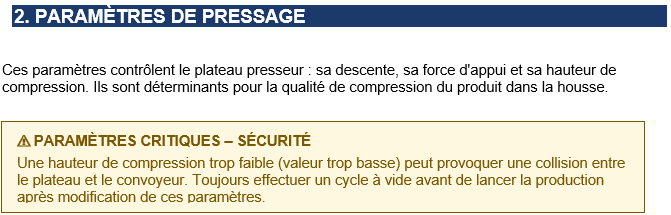 2. PARAMÈTRES DE PRESSAGE
Ces paramètres contrôlent le plateau presseur : sa descente, sa force d'appui et sa hauteur de
compression. Ils sont déterminants pour la qualité de compression du produit dans la housse.
⚠ PARAMÈTRES CRITIQUES – SÉCURITÉ
Une hauteur de compression trop faible (valeur trop basse) peut provoquer une collision entre
le plateau et le convoyeur. Toujours effectuer un cycle à vide avant de lancer la production
après modification de ces paramètres.